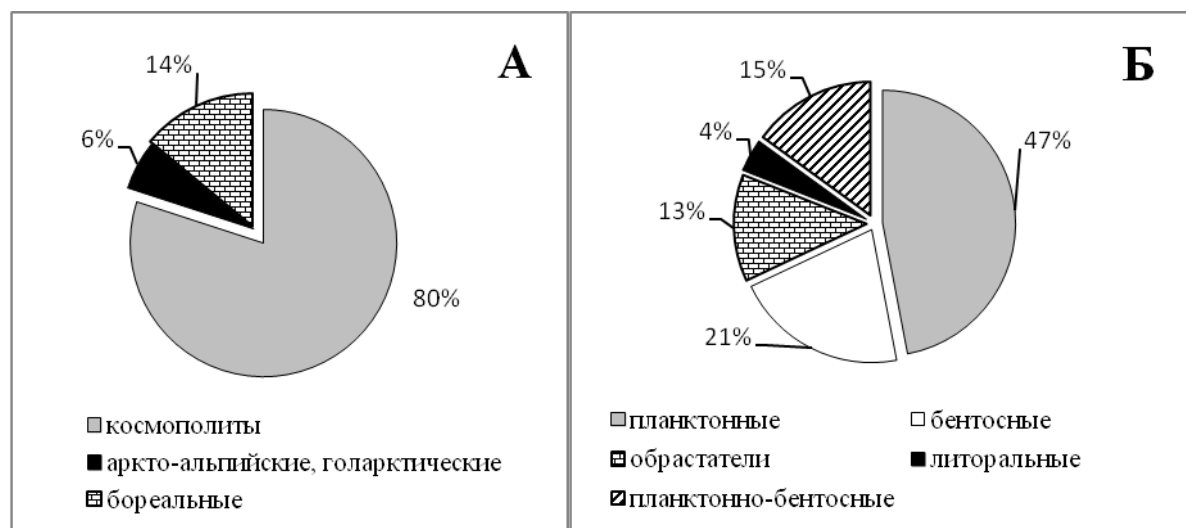 А
14%
6%
80%
космополиты
аркто-альпийские, голарктические
бореальные
Б
15%
4%
47%
13%
21%
планктонные
бентосные
обрастатели
литоральные
планктонно-бентосные